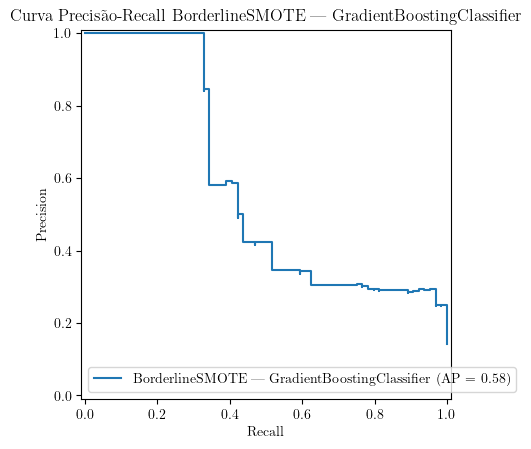 Curva Precisão-Recall BorderlineSMOTE — GradientBoostingClassifier
1.0
0.8
0.6
0.4
0.2
0.0
Precision
BorderlineSMOTE — GradientBoostingClassifier (AP = 0.58)
0.0 0.2 0.4 0.6 0.8 1.0
Recall